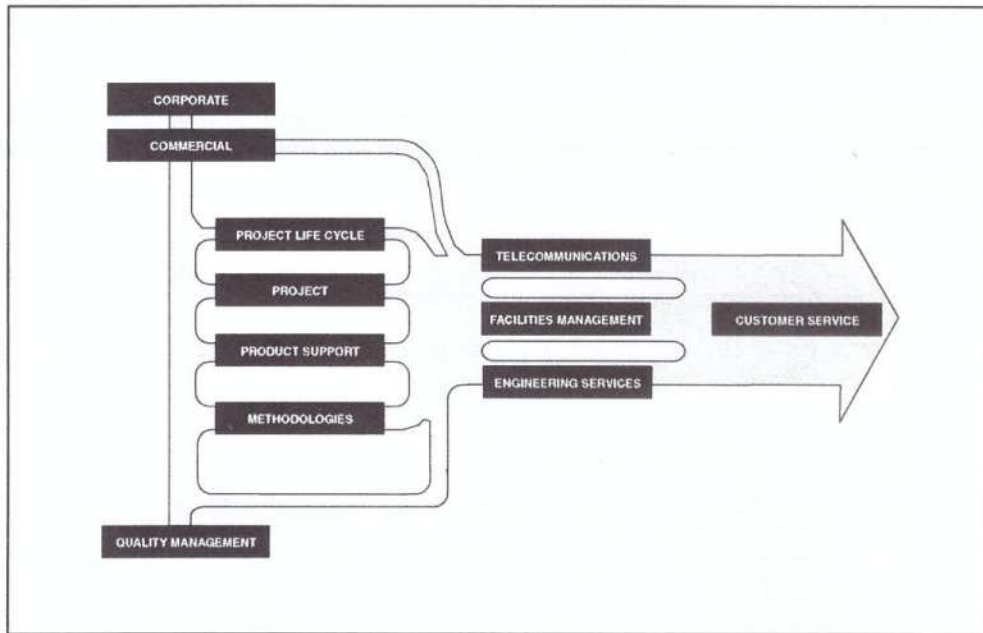 CORPORATE
COMMERCIAL
PROJECT LIFE CYCLE
PROJECT
PRODUCT SUPPORT
METHODOLOGIES
QUALITY MANAGEMENT
TELECOMMUNICATIONS
FACILITIES MANAGEMENT
ENGINEERING SERVICES
CUSTOMER SERVICE